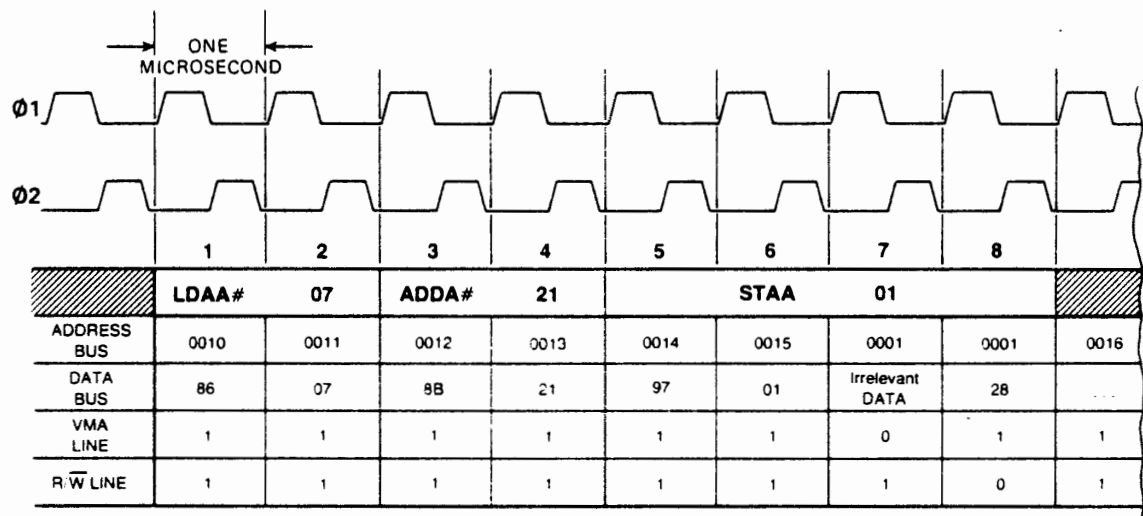 ONE
MICROSECOND
Ø1
Ø2
1 2 3 4 5 6 7 8
LDAA# 07 ADDA# 21 STAA 01
ADDRESS
BUS
0010 0011 0012 0013 0014 0015 0001 0001 0016
DATA
BUS
86 07 8B 21 97 01 Irrelevant
DATA 28 ...
VMA
LINE
1 1 1 1 1 1 0 1 1
R/W̅ LINE 1 1 1 1 1 1 1 0 1